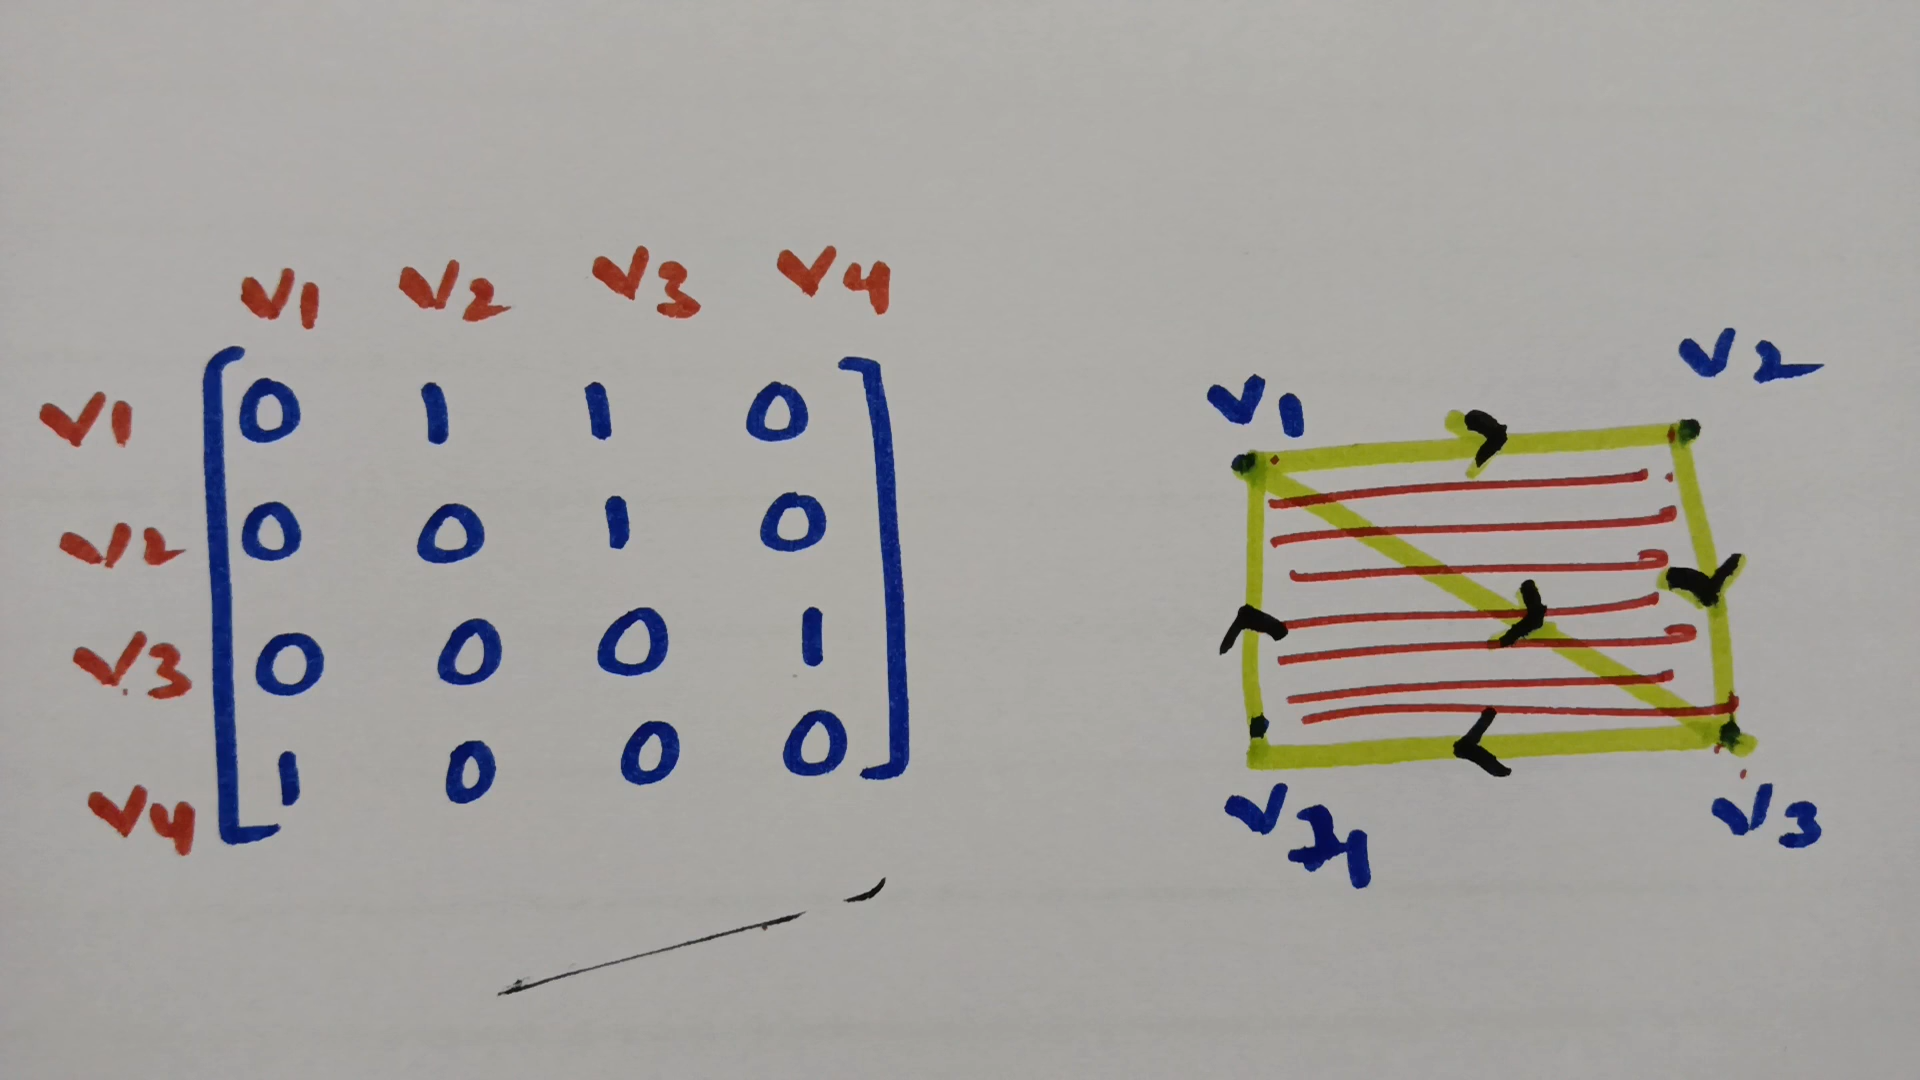 V1 V2 V3 V4
V1 0 1 1 0
V2 0 0 1 0
V3 0 0 0 1
V4 1 0 0 0
V1
V2
V4
V3